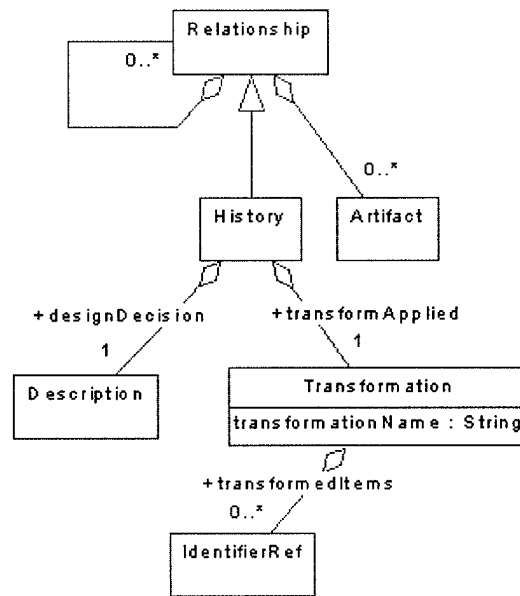 Relationship
0..*
0..*
History
Artifact
+designDecision
+transformApplied
1
1
Description
Transformation
transformationName : String
+transformedItems
0..*
IdentifierRef